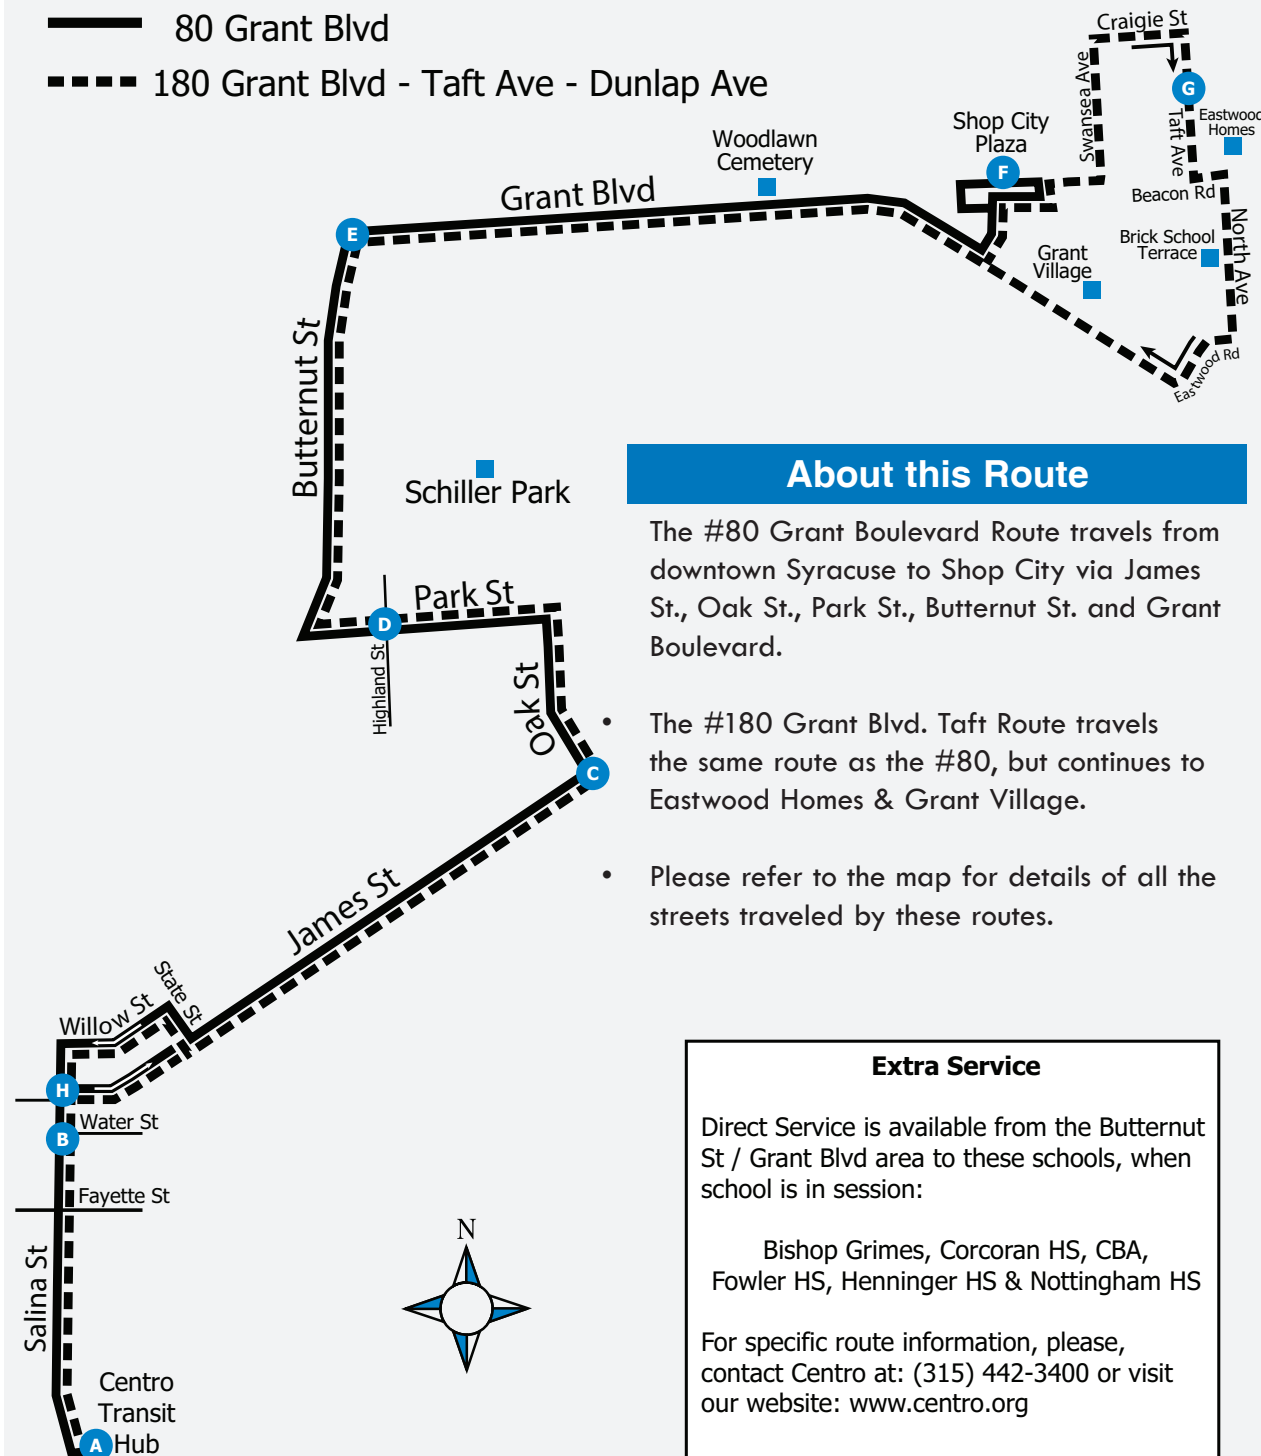 80 Grant Blvd
180 Grant Blvd - Taft Ave - Dunlap Ave
Craigie St
Swansea Ave
G
Taft Ave
Eastwood
Homes
Shop City
Plaza
F
Woodlawn
Cemetery
Beacon Rd
Grant Blvd
E
North Ave
Brick School
Terrace
Grant
Village
Eastwood Rd
Butternut St
Schiller Park
Park St
D
Highland St
Oak St
C
James St
State St
Willow St
H
Water St
B
Fayette St
Salina St
Centro
Transit
Hub
A
N
About this Route
The #80 Grant Boulevard Route travels from
downtown Syracuse to Shop City via James
St., Oak St., Park St., Butternut St. and Grant
Boulevard.
• The #180 Grant Blvd. Taft Route travels
the same route as the #80, but continues to
Eastwood Homes & Grant Village.
• Please refer to the map for details of all the
streets traveled by these routes.
Extra Service
Direct Service is available from the Butternut
St / Grant Blvd area to these schools, when
school is in session:
Bishop Grimes, Corcoran HS, CBA,
Fowler HS, Henninger HS & Nottingham HS
For specific route information, please,
contact Centro at: (315) 442-3400 or visit
our website: www.centro.org